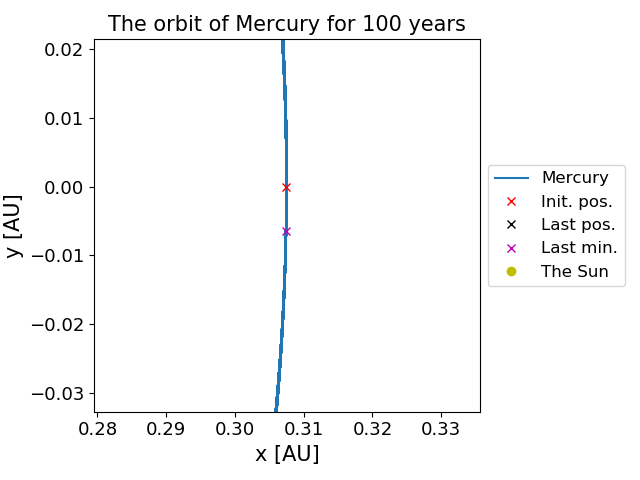 The orbit of Mercury for 100 years
0.02
0.01
0.00
−0.01
−0.02
−0.03
y [AU]
0.28 0.29 0.30 0.31 0.32 0.33
x [AU]
Mercury
Init. pos.
Last pos.
Last min.
The Sun